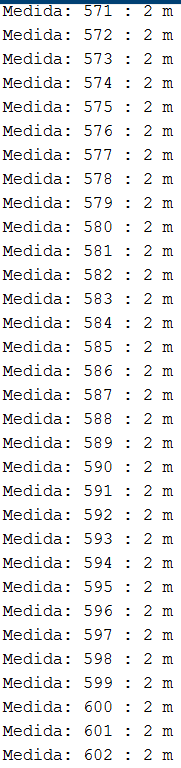 Medida: 571 : 2 m
Medida: 572 : 2 m
Medida: 573 : 2 m
Medida: 574 : 2 m
Medida: 575 : 2 m
Medida: 576 : 2 m
Medida: 577 : 2 m
Medida: 578 : 2 m
Medida: 579 : 2 m
Medida: 580 : 2 m
Medida: 581 : 2 m
Medida: 582 : 2 m
Medida: 583 : 2 m
Medida: 584 : 2 m
Medida: 585 : 2 m
Medida: 586 : 2 m
Medida: 587 : 2 m
Medida: 588 : 2 m
Medida: 589 : 2 m
Medida: 590 : 2 m
Medida: 591 : 2 m
Medida: 592 : 2 m
Medida: 593 : 2 m
Medida: 594 : 2 m
Medida: 595 : 2 m
Medida: 596 : 2 m
Medida: 597 : 2 m
Medida: 598 : 2 m
Medida: 599 : 2 m
Medida: 600 : 2 m
Medida: 601 : 2 m
Medida: 602 : 2 m